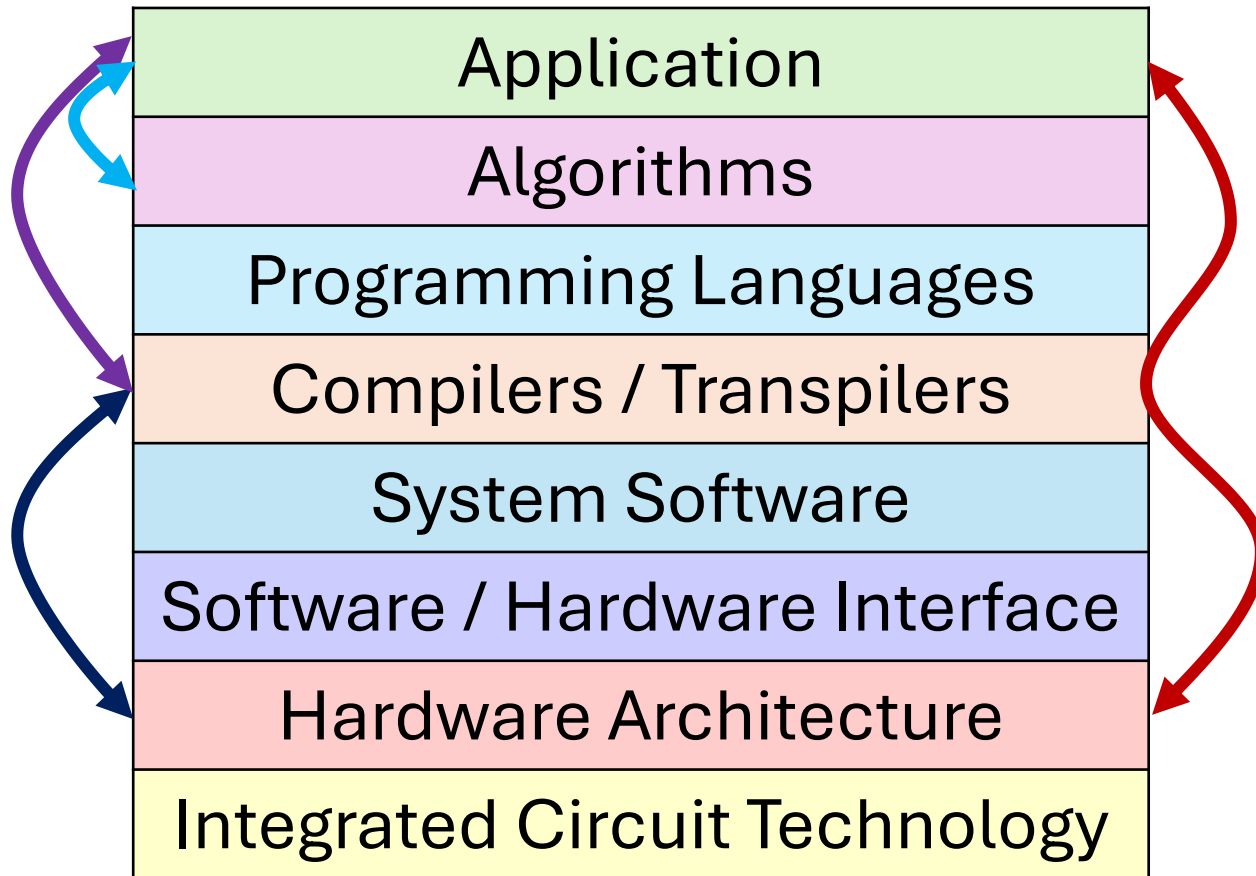 Application
Algorithms
Programming Languages
Compilers / Transpilers
System Software
Software / Hardware Interface
Hardware Architecture
Integrated Circuit Technology